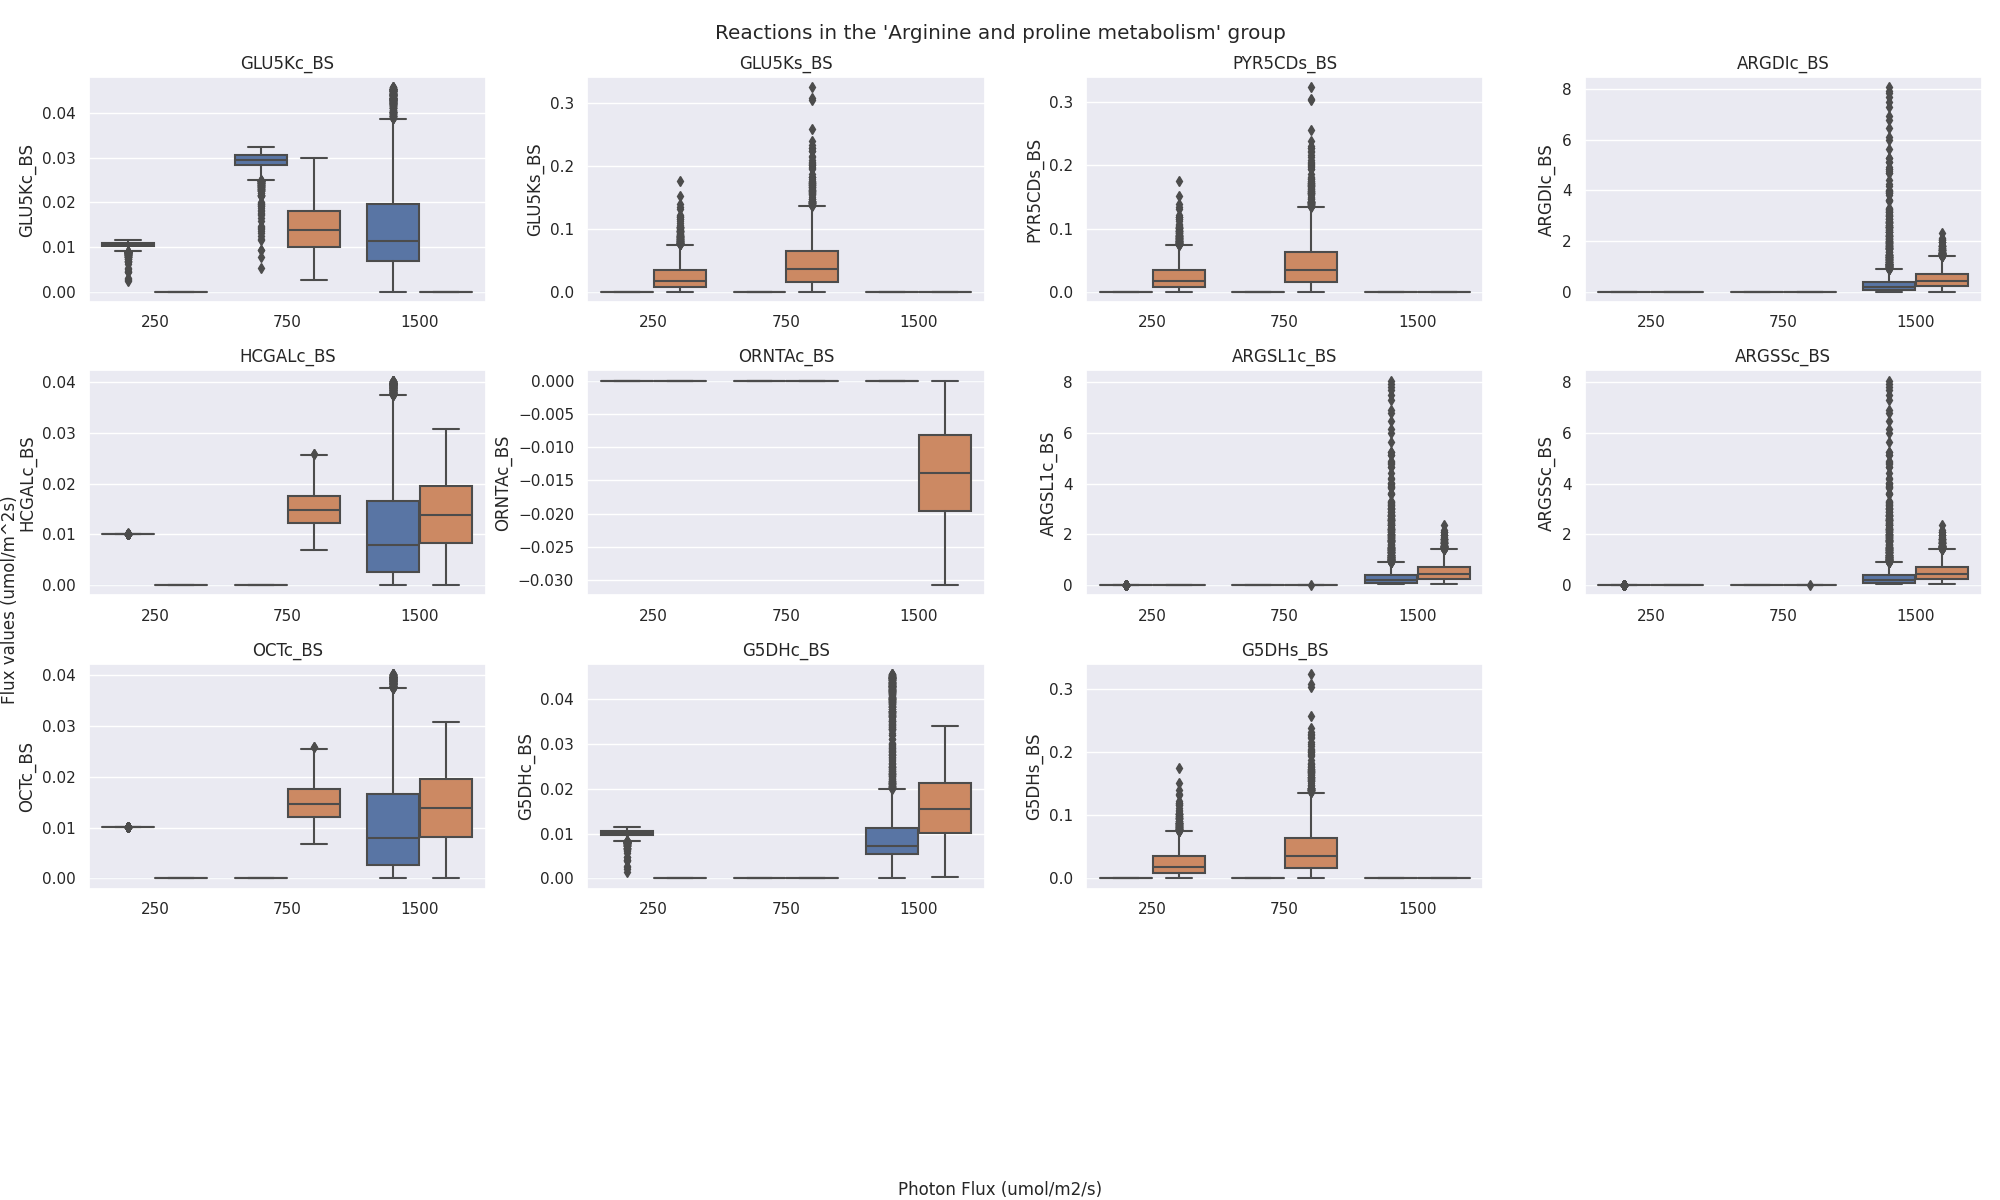 Reactions in the 'Arginine and proline metabolism' group
GLU5Kc_BS
GLU5Kc_BS
0.04
0.03
0.02
0.01
0.00
250 750 1500
GLU5Ks_BS
GLU5Ks_BS
0.3
0.2
0.1
0.0
250 750 1500
PYR5CDs_BS
PYR5CDs_BS
0.3
0.2
0.1
0.0
250 750 1500
ARGDIc_BS
ARGDIc_BS
8
6
4
2
0
250 750 1500
HCGALc_BS
HCGALc_BS
0.04
0.03
0.02
0.01
0.00
250 750 1500
ORNTAc_BS
ORNTAc_BS
0.000
−0.005
−0.010
−0.015
−0.020
−0.025
−0.030
250 750 1500
ARGSL1c_BS
ARGSL1c_BS
8
6
4
2
0
250 750 1500
ARGSSc_BS
ARGSSc_BS
8
6
4
2
0
250 750 1500
OCTc_BS
OCTc_BS
0.04
0.03
0.02
0.01
0.00
250 750 1500
G5DHc_BS
G5DHc_BS
0.04
0.03
0.02
0.01
0.00
250 750 1500
G5DHs_BS
G5DHs_BS
0.3
0.2
0.1
0.0
250 750 1500
Flux values (umol/m^2s)
Photon Flux (umol/m2/s)